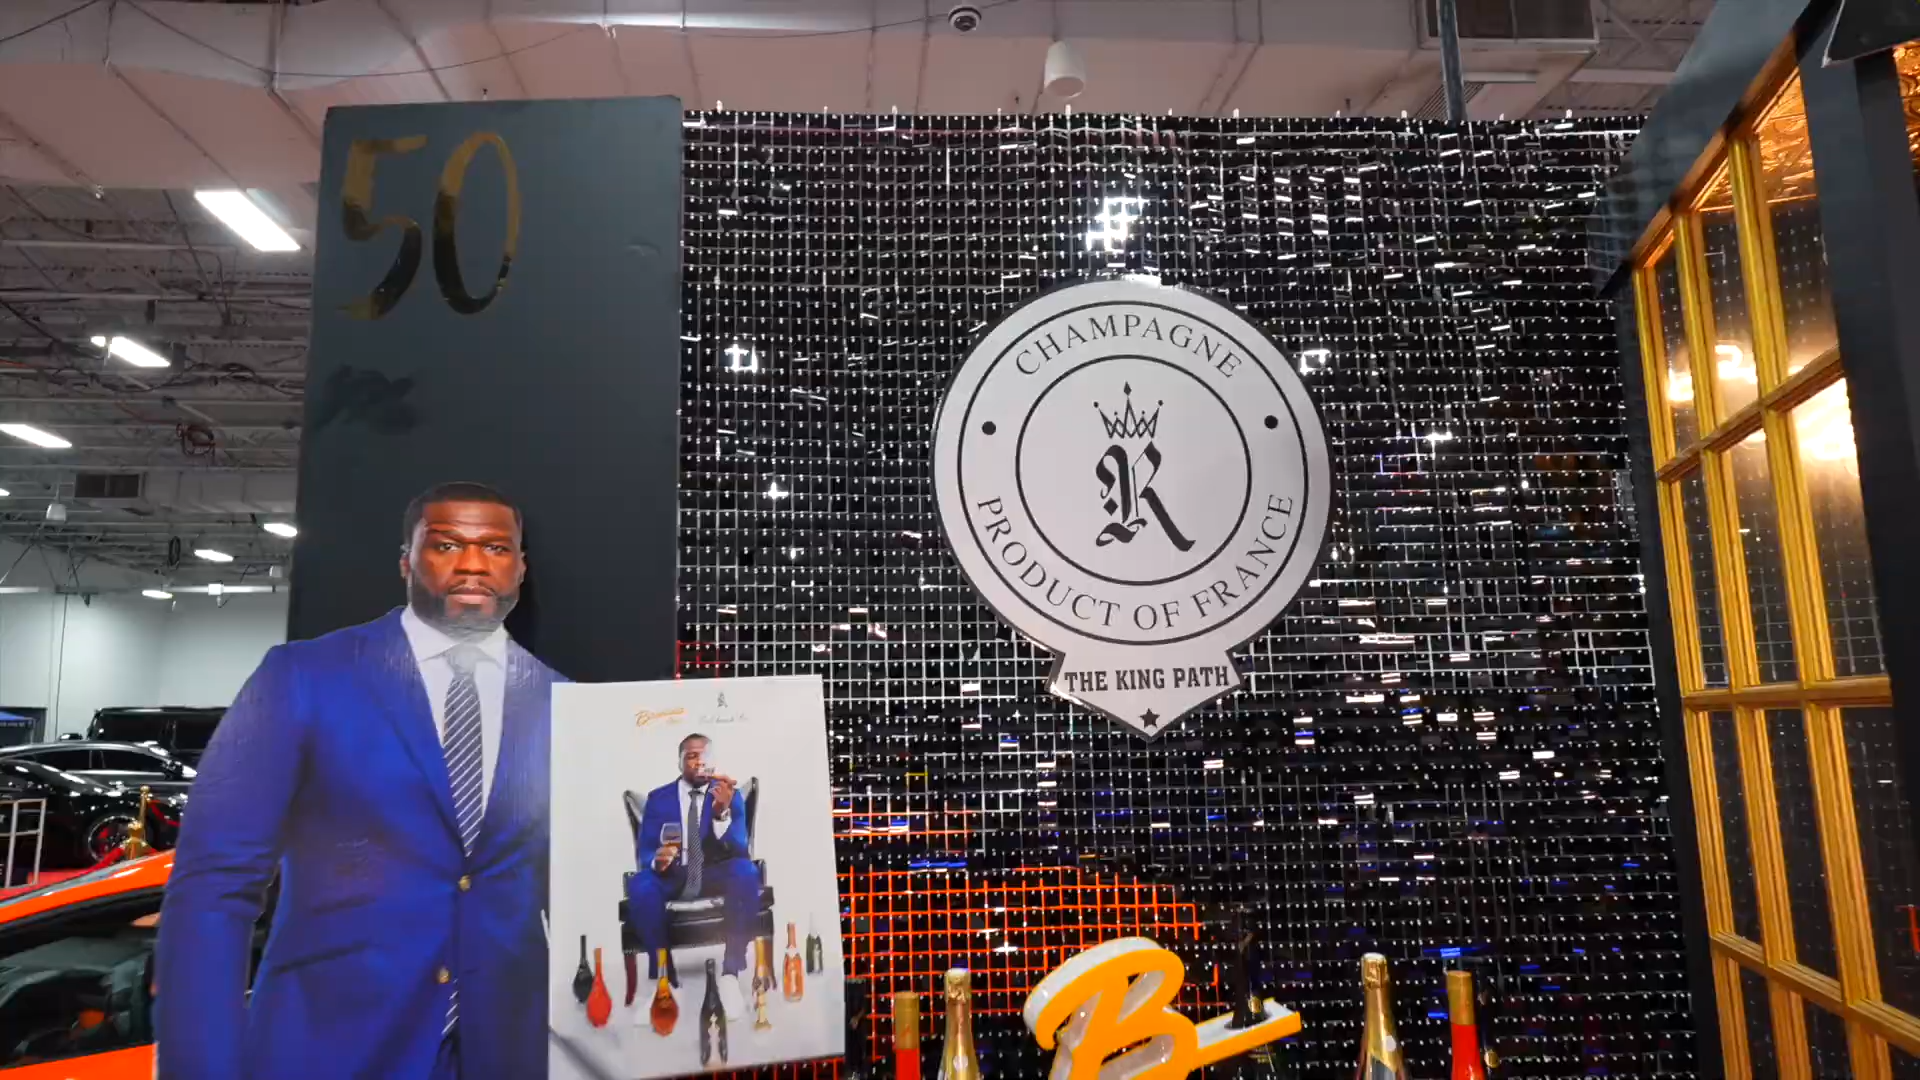 50
CHAMPAGNE
R
PRODUCT OF FRANCE
THE KING PATH
B